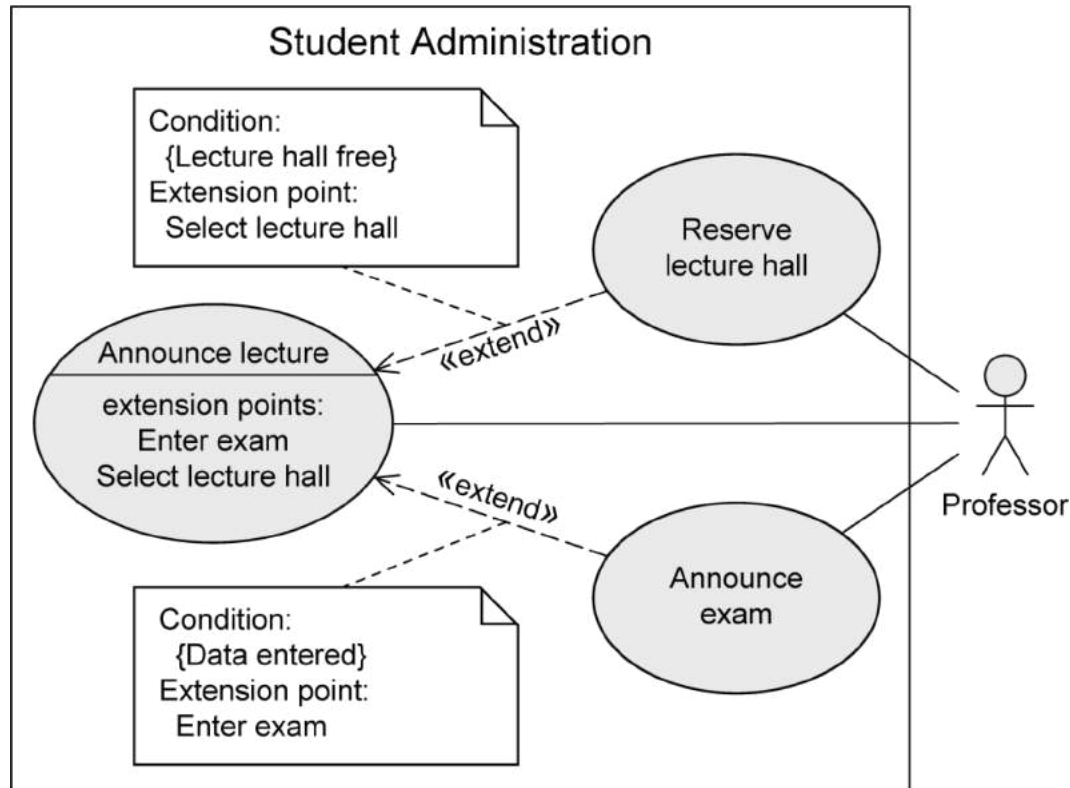 Student Administration
Condition:
{Lecture hall free}
Extension point:
Select lecture hall
Reserve
lecture hall
«extend»
Announce lecture
extension points:
Enter exam
Select lecture hall
«extend»
Professor
Announce
exam
Condition:
{Data entered}
Extension point:
Enter exam